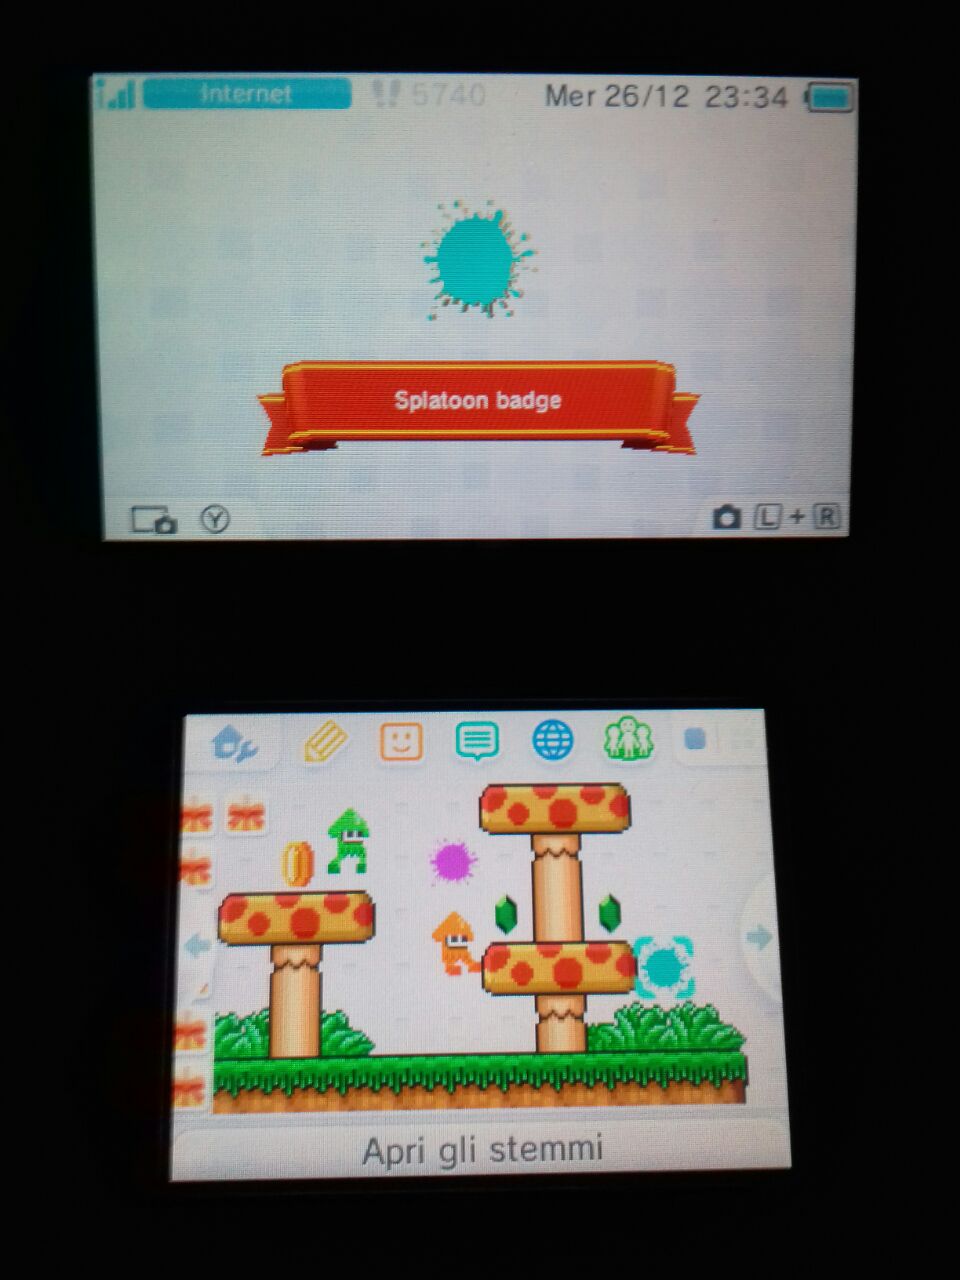 Internet
5740
Mer 26/12 23:34
Splatoon badge
Y
L + R
Apri gli stemmi